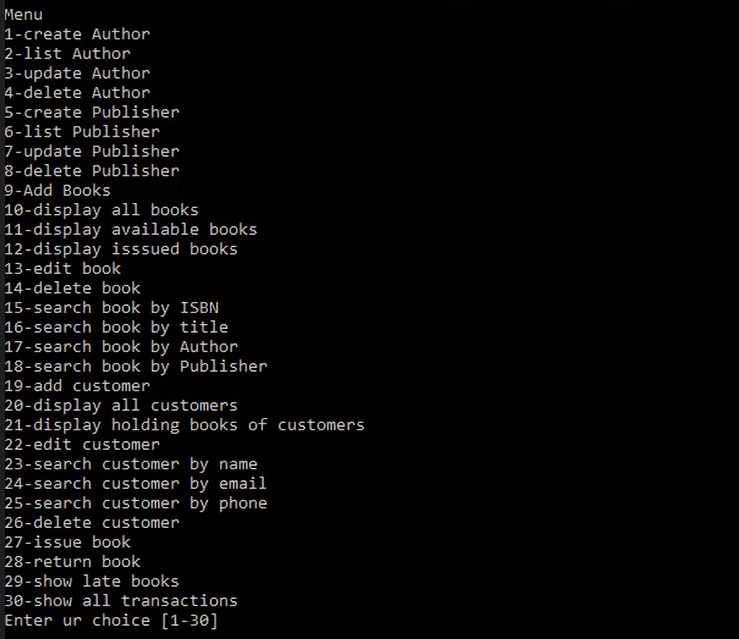 Menu
1-create Author
2-list Author
3-update Author
4-delete Author
5-create Publisher
6-list Publisher
7-update Publisher
8-delete Publisher
9-Add Books
10-display all books
11-display available books
12-display isssued books
13-edit book
14-delete book
15-search book by ISBN
16-search book by title
17-search book by Author
18-search book by Publisher
19-add customer
20-display all customers
21-display holding books of customers
22-edit customer
23-search customer by name
24-search customer by email
25-search customer by phone
26-delete customer
27-issue book
28-return book
29-show late books
30-show all transactions
Enter ur choice [1-30]